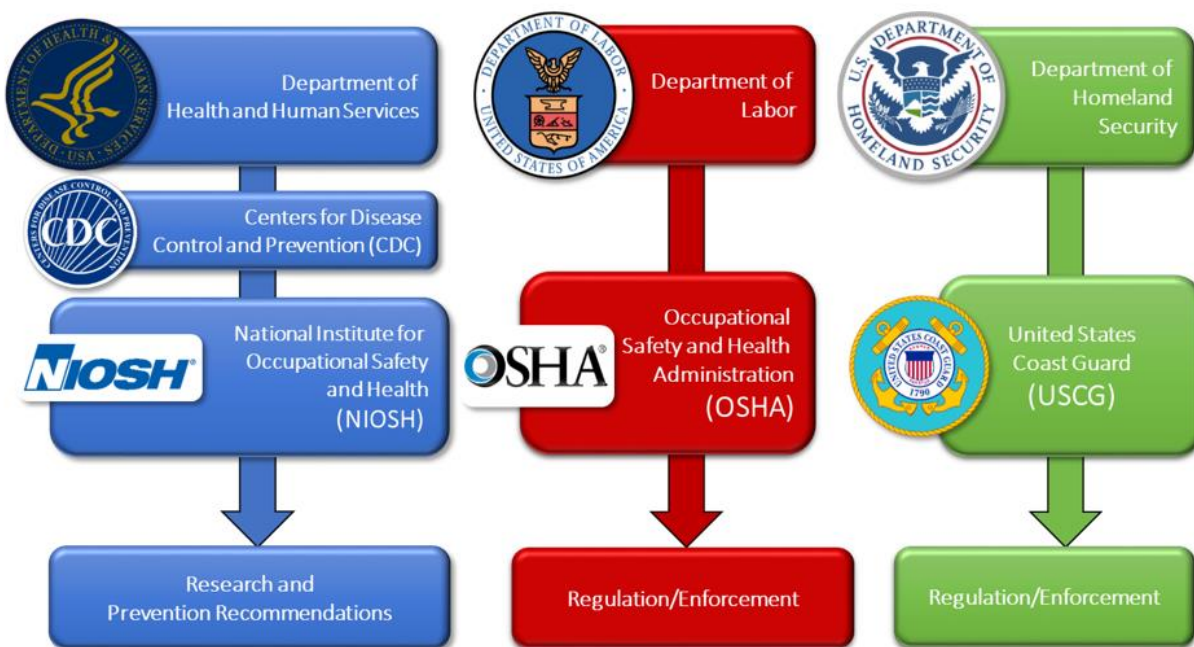 DEPARTMENT OF HEALTH & HUMAN SERVICES · USA
Department of
Health and Human Services
CENTERS FOR DISEASE CONTROL AND PREVENTION
CDC
Centers for Disease
Control and Prevention (CDC)
NIOSH®
National Institute for
Occupational Safety
and Health
(NIOSH)
Research and
Prevention Recommendations
DEPARTMENT OF LABOR
UNITED STATES OF AMERICA
Department of
Labor
OSHA®
Occupational
Safety and Health
Administration
(OSHA)
Regulation/Enforcement
U.S. DEPARTMENT OF
HOMELAND SECURITY
Department of
Homeland
Security
UNITED STATES COAST GUARD
1790
United States
Coast Guard
(USCG)
Regulation/Enforcement